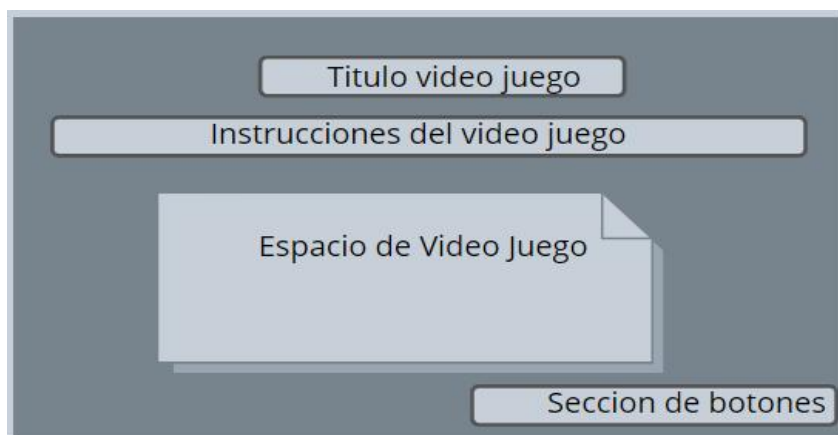 Titulo video juego
Instrucciones del video juego
Espacio de Video Juego
Seccion de botones